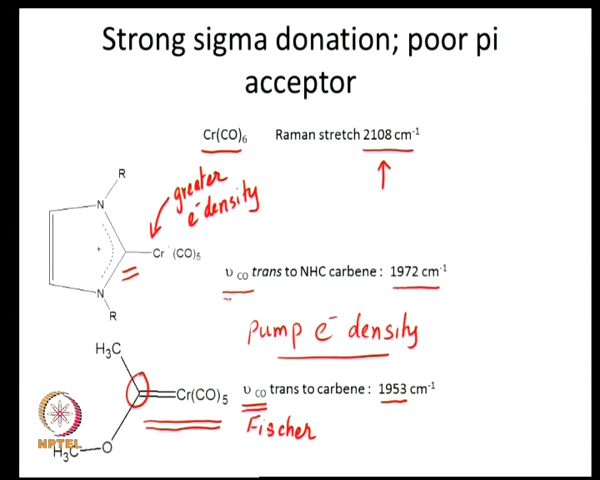 Strong sigma donation; poor pi
acceptor
Cr(CO)6 Raman stretch 2108 cm-1
R
greater
e- density
N
+
Cr- (CO)5
N
R
υ CO trans to NHC carbene : 1972 cm-1
Pump e- density
H3C
Cr(CO)5
υ CO trans to carbene : 1953 cm-1
Fischer
NPTEL
H3C O